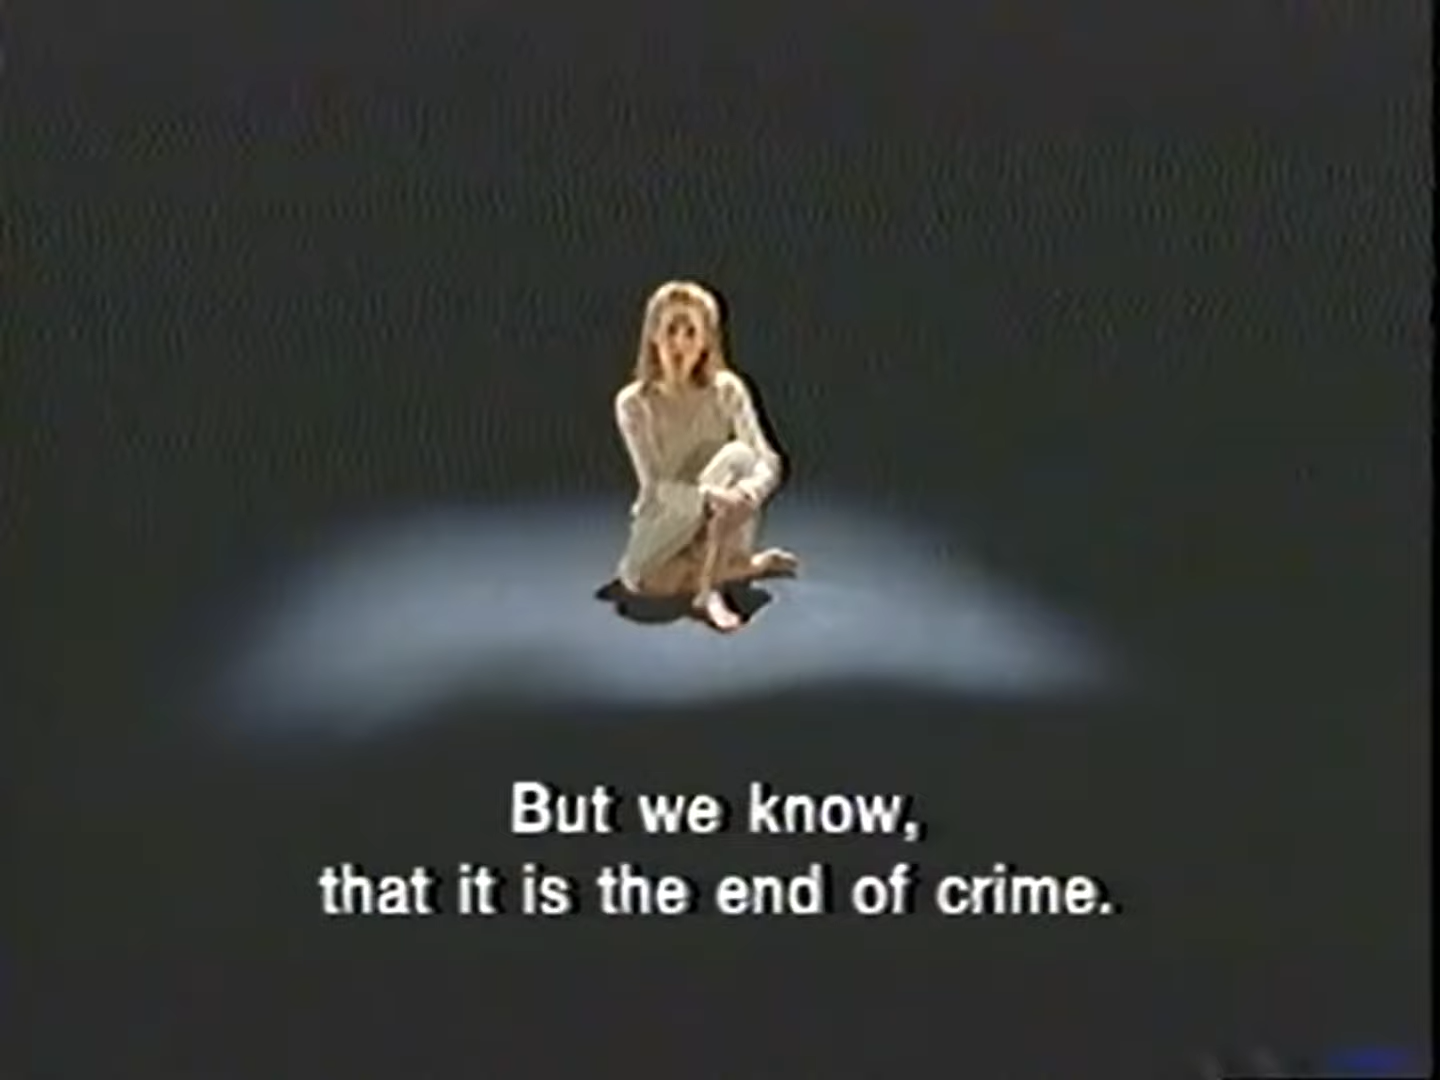 But we know,
that it is the end of crime.